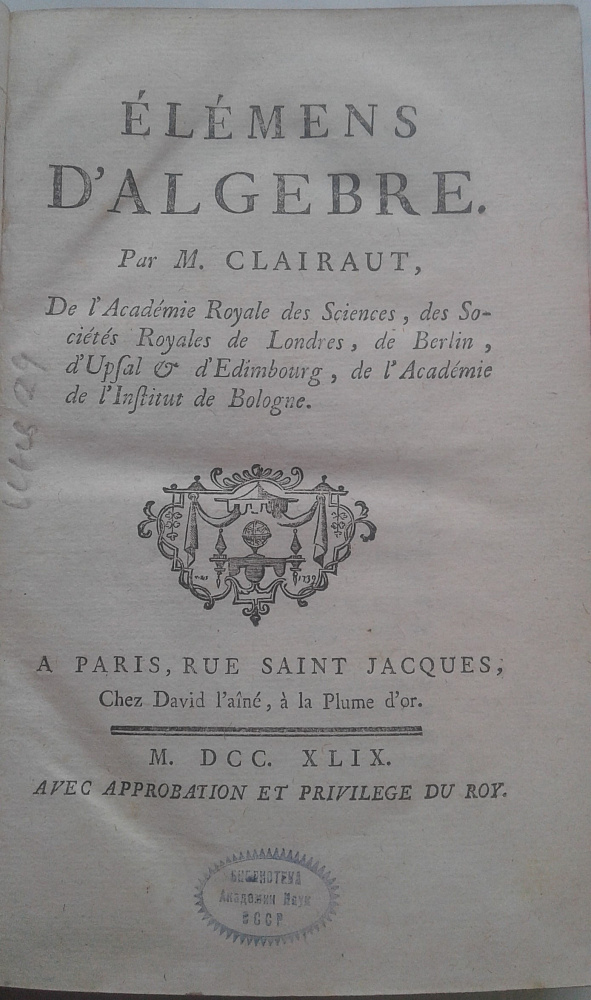 ÉLÉMENS
D'ALGEBRE.
Par M. CLAIRAUT,
De l'Académie Royale des Sciences, des So-
ciétés Royales de Londres, de Berlin,
d'Upſal & d'Edimbourg, de l'Académie
de l'Inſtitut de Bologne.
A PARIS, RUE SAINT JACQUES,
Chez David l'aîné, à la Plume d'or.
M. DCC. XLIX.
AVEC APPROBATION ET PRIVILEGE DU ROY.
БИБЛИОТЕКА
Академии Наук
СССР